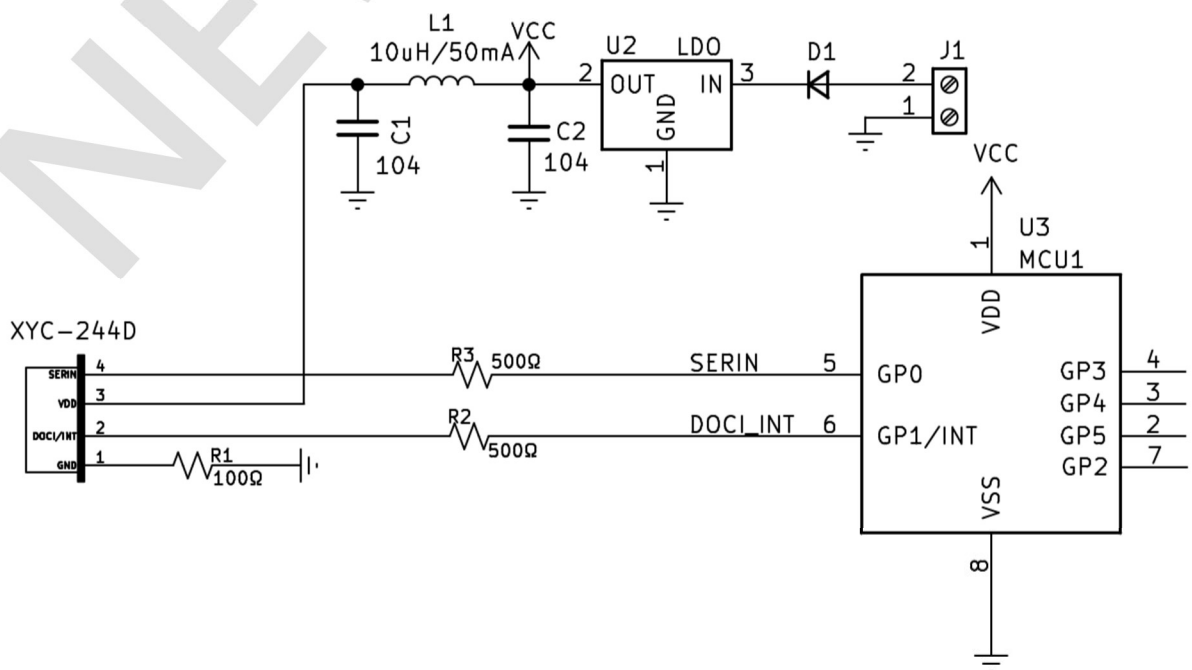 NE
L1
10uH/50mA
VCC
U2
LDO
D1
J1
2
OUT
IN
3
GND
1
2
1
C1
104
C2
104
VCC
1
U3
MCU1
VDD
XYC-244D
SERIN
4
VDD
3
DOCI/INT
2
GND
1
R3
500Ω
SERIN
5
GP0
R2
500Ω
DOCI_INT
6
GP1/INT
R1
100Ω
GP3
4
GP4
3
GP5
2
GP2
7
VSS
8